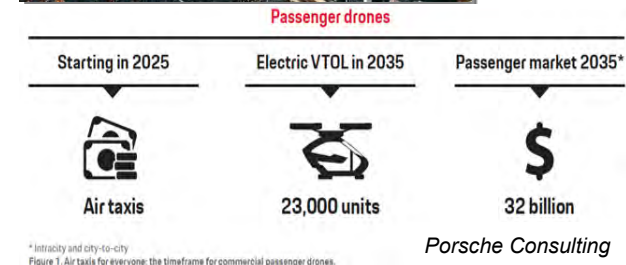 Passenger drones
Starting in 2025 Electric VTOL in 2035 Passenger market 2035*
$
Air taxis 23,000 units 32 billion
* Intracity and city-to-city
Porsche Consulting
Figure 1. Air taxis for everyone: the timeframe for commercial passenger drones.